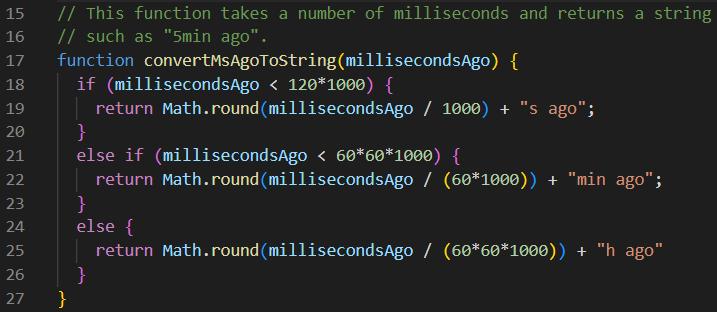 15 // This function takes a number of milliseconds and returns a string
16 // such as "5min ago".
17 function convertMsAgoToString(millisecondsAgo) {
18 if (millisecondsAgo < 120*1000) {
19 return Math.round(millisecondsAgo / 1000) + "s ago";
20 }
21 else if (millisecondsAgo < 60*60*1000) {
22 return Math.round(millisecondsAgo / (60*1000)) + "min ago";
23 }
24 else {
25 return Math.round(millisecondsAgo / (60*60*1000)) + "h ago"
26 }
27 }